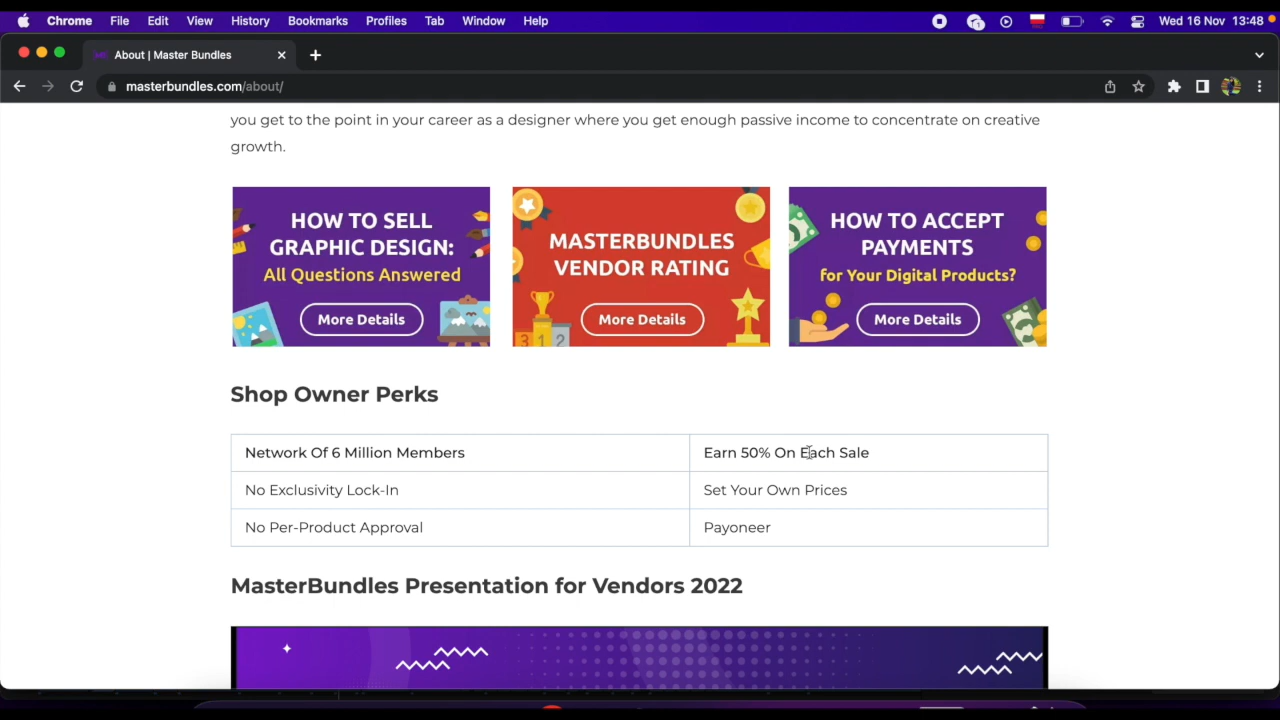 Chrome File Edit View History Bookmarks Profiles Tab Window Help Wed 16 Nov 13:48
About | Master Bundles
masterbundles.com/about/
you get to the point in your career as a designer where you get enough passive income to concentrate on creative
growth.
HOW TO SELL
GRAPHIC DESIGN:
All Questions Answered
More Details
MASTERBUNDLES
VENDOR RATING
More Details
3 1 2
HOW TO ACCEPT
PAYMENTS
for Your Digital Products?
More Details
Shop Owner Perks
Network Of 6 Million Members Earn 50% On Each Sale
No Exclusivity Lock-In Set Your Own Prices
No Per-Product Approval Payoneer
MasterBundles Presentation for Vendors 2022